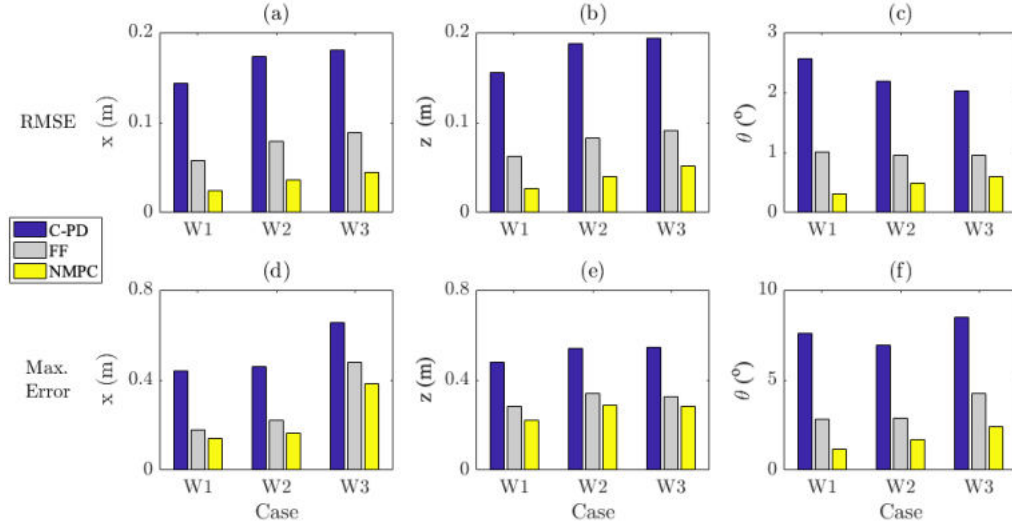 (a)
(b)
(c)
RMSE
x (m)
0.2
0.1
0
W1 W2 W3
z (m)
0.2
0.1
0
W1 W2 W3
θ (°)
3
2
1
0
W1 W2 W3
C-PD
FF
NMPC
(d)
(e)
(f)
Max.
Error
x (m)
0.8
0.4
0
W1 W2 W3
Case
z (m)
0.8
0.4
0
W1 W2 W3
Case
θ (°)
10
5
0
W1 W2 W3
Case